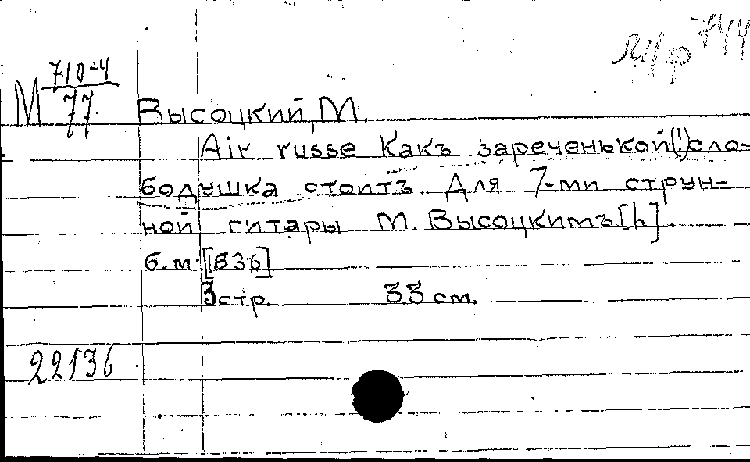 М 710-4
77
Высоцкий, М.
Air russe Какъ зареченькой(!) сло-
бодушка стоитъ. Для 7-ми струн-
ной гитары М. Высоцкимъ [h].
б.м. [836]
3 стр. 33 см.
22136